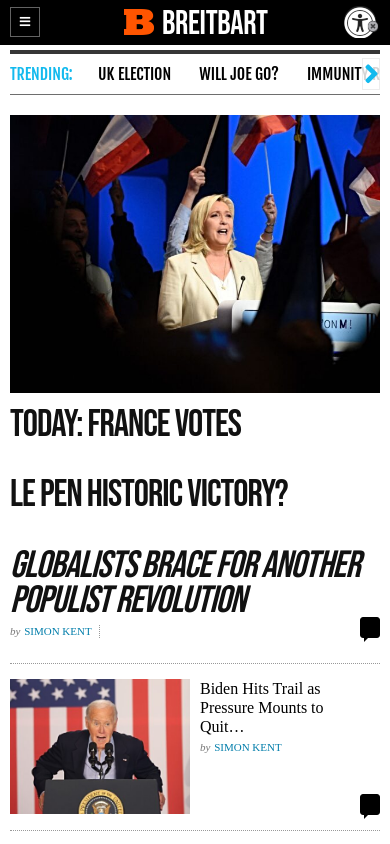 BREITBART
TRENDING:
UK ELECTION
WILL JOE GO?
IMMUNIT
TODAY: FRANCE VOTES
LE PEN HISTORIC VICTORY?
GLOBALISTS BRACE FOR ANOTHER
POPULIST REVOLUTION
by SIMON KENT
Biden Hits Trail as
Pressure Mounts to
Quit…
by SIMON KENT